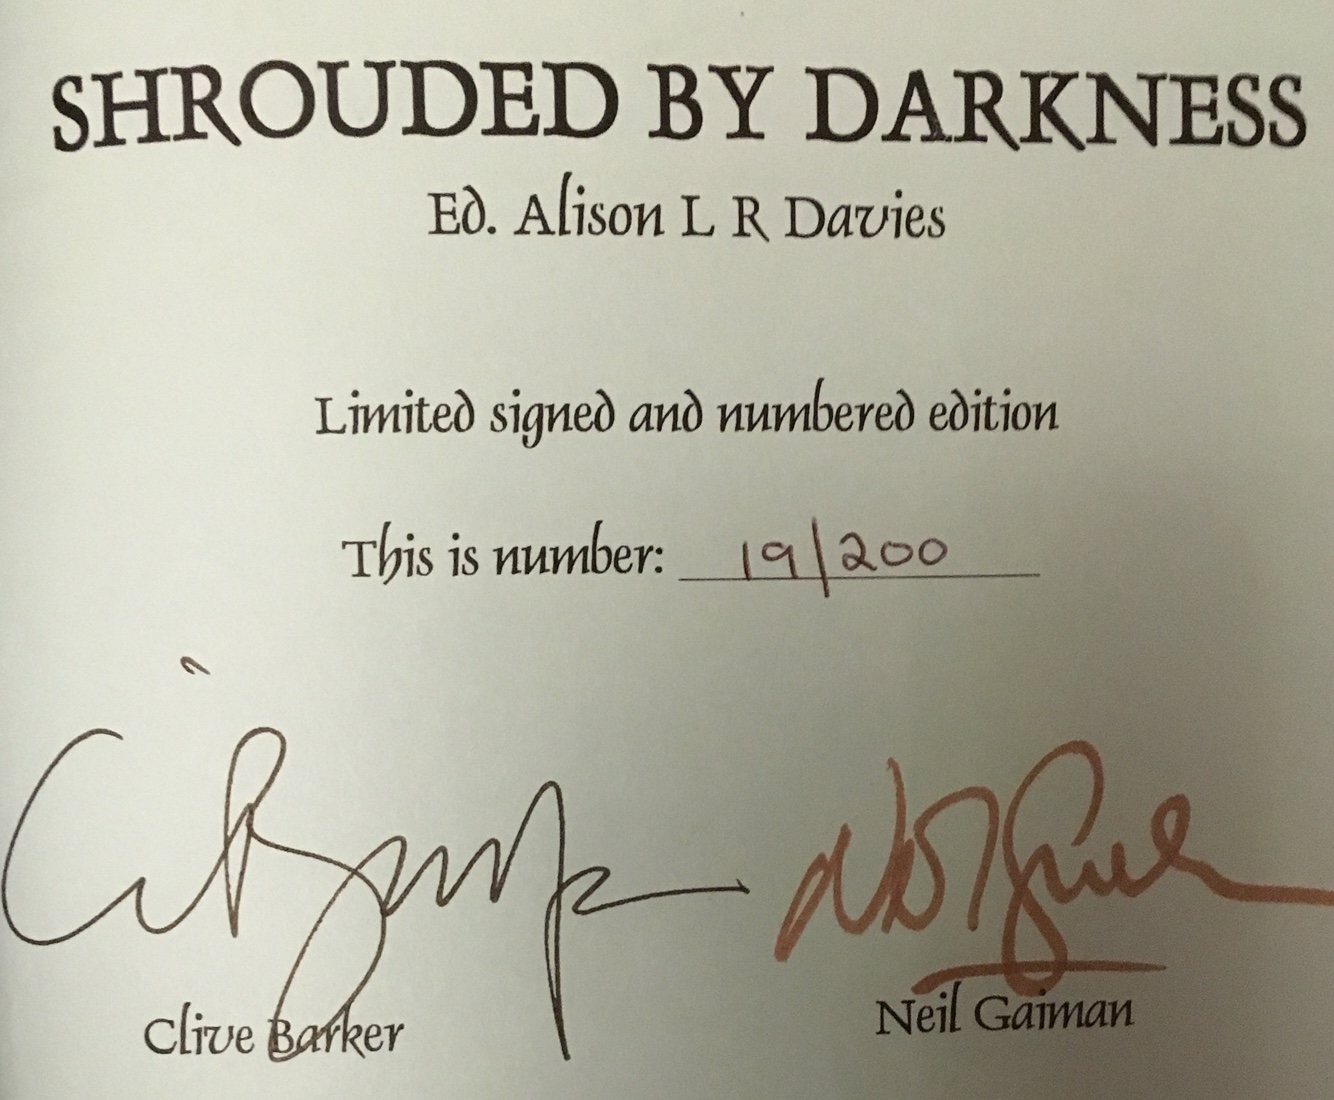 SHROUDED BY DARKNESS
Ed. Alison L R Davies
Limited signed and numbered edition
This is number: 19/200
Clive Barker
Neil Gaiman